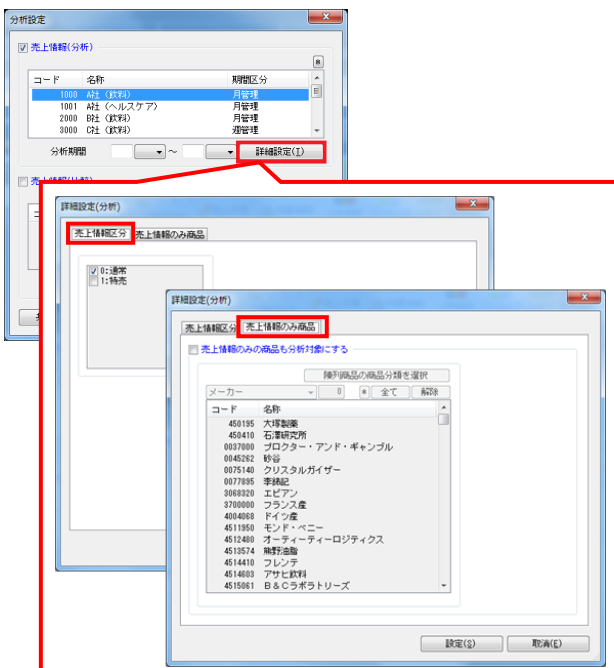 分析設定
売上情報(分析)
*
コード 名称 期間区分
1000 A社（飲料） 月管理
1001 A社（ヘルスケア） 月管理
2000 B社（飲料） 月管理
3000 C社（飲料） 週管理
分析期間 ～ 詳細設定(I)
詳細設定(分析)
売上情報区分 売上情報のみ商品
0:通常
1:特売
詳細設定(分析)
売上情報区分 売上情報のみ商品
売上情報のみの商品も分析対象にする
陳列商品の商品分類を選択
メーカー 0 * 全て 解除
コード 名称
450195 大塚製薬
450410 石澤研究所
0037000 プロクター・アンド・ギャンブル
0045262 砂谷
0075140 クリスタルガイザー
0077895 李錦記
3068320 エビアン
3700000 フランス産
4004068 ドイツ産
4511950 モンド・ペニー
4512480 オーティーティーロジティクス
4513574 熊野油脂
4514410 フレンテ
4514603 アサヒ飲料
4515061 B＆Cラボラトリーズ
設定(S) 取消(E)